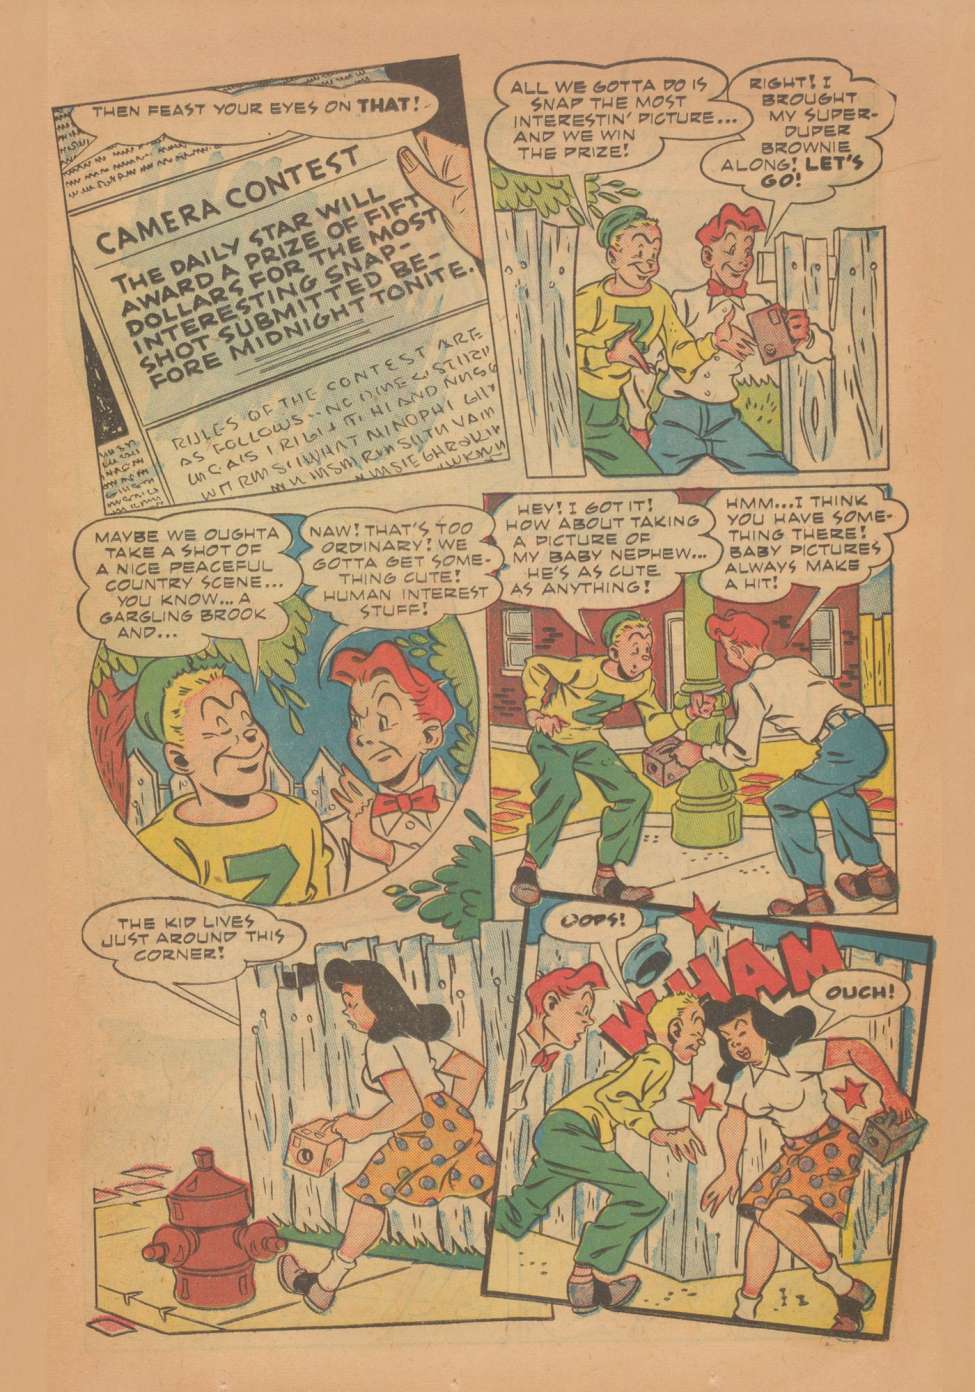 THEN FEAST YOUR EYES ON THAT!
CAMERA CONTEST
THE DAILY STAR WILL
AWARD A PRIZE OF FIFT
DOLLARS FOR THE MOST
INTERESTING SNAP-
SHOT SUBMITTED BE-
FORE MIDNIGHT TONITE.
RULES OF THE CONTEST ARE
AS FOLLOWS--
ALL WE GOTTA DO IS
SNAP THE MOST
INTERESTIN' PICTURE...
AND WE WIN
THE PRIZE!
RIGHT! I
BROUGHT
MY SUPER-
DUPER
BROWNIE
ALONG! LET'S
GO!
MAYBE WE OUGHTA
TAKE A SHOT OF
A NICE PEACEFUL
COUNTRY SCENE...
YOU KNOW... A
GARGLING BROOK
AND...
NAW! THAT'S TOO
ORDINARY! WE
GOTTA GET SOME-
THING CUTE!
HUMAN INTEREST
STUFF!
Z
HEY! I GOT IT!
HOW ABOUT TAKING
A PICTURE OF
MY BABY NEPHEW...
HE'S AS CUTE
AS ANYTHING!
HMM...I THINK
YOU HAVE SOME-
THING THERE!
BABY PICTURES
ALWAYS MAKE
A HIT!
Z
THE KID LIVES
JUST AROUND THIS
CORNER!
OOPS!
WHAM
OUCH!